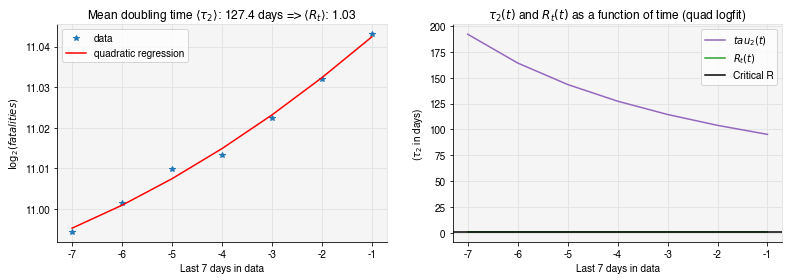 Mean doubling time ⟨τ₂⟩: 127.4 days => ⟨Rₜ⟩: 1.03
data
quadratic regression
log₂(fatalities)
11.04
11.03
11.02
11.01
11.00
-7 -6 -5 -4 -3 -2 -1
Last 7 days in data
τ₂(t) and Rₜ(t) as a function of time (quad logfit)
tau₂(t)
Rₜ(t)
Critical R
(τ₂ in days)
200
175
150
125
100
75
50
25
0
-7 -6 -5 -4 -3 -2 -1
Last 7 days in data